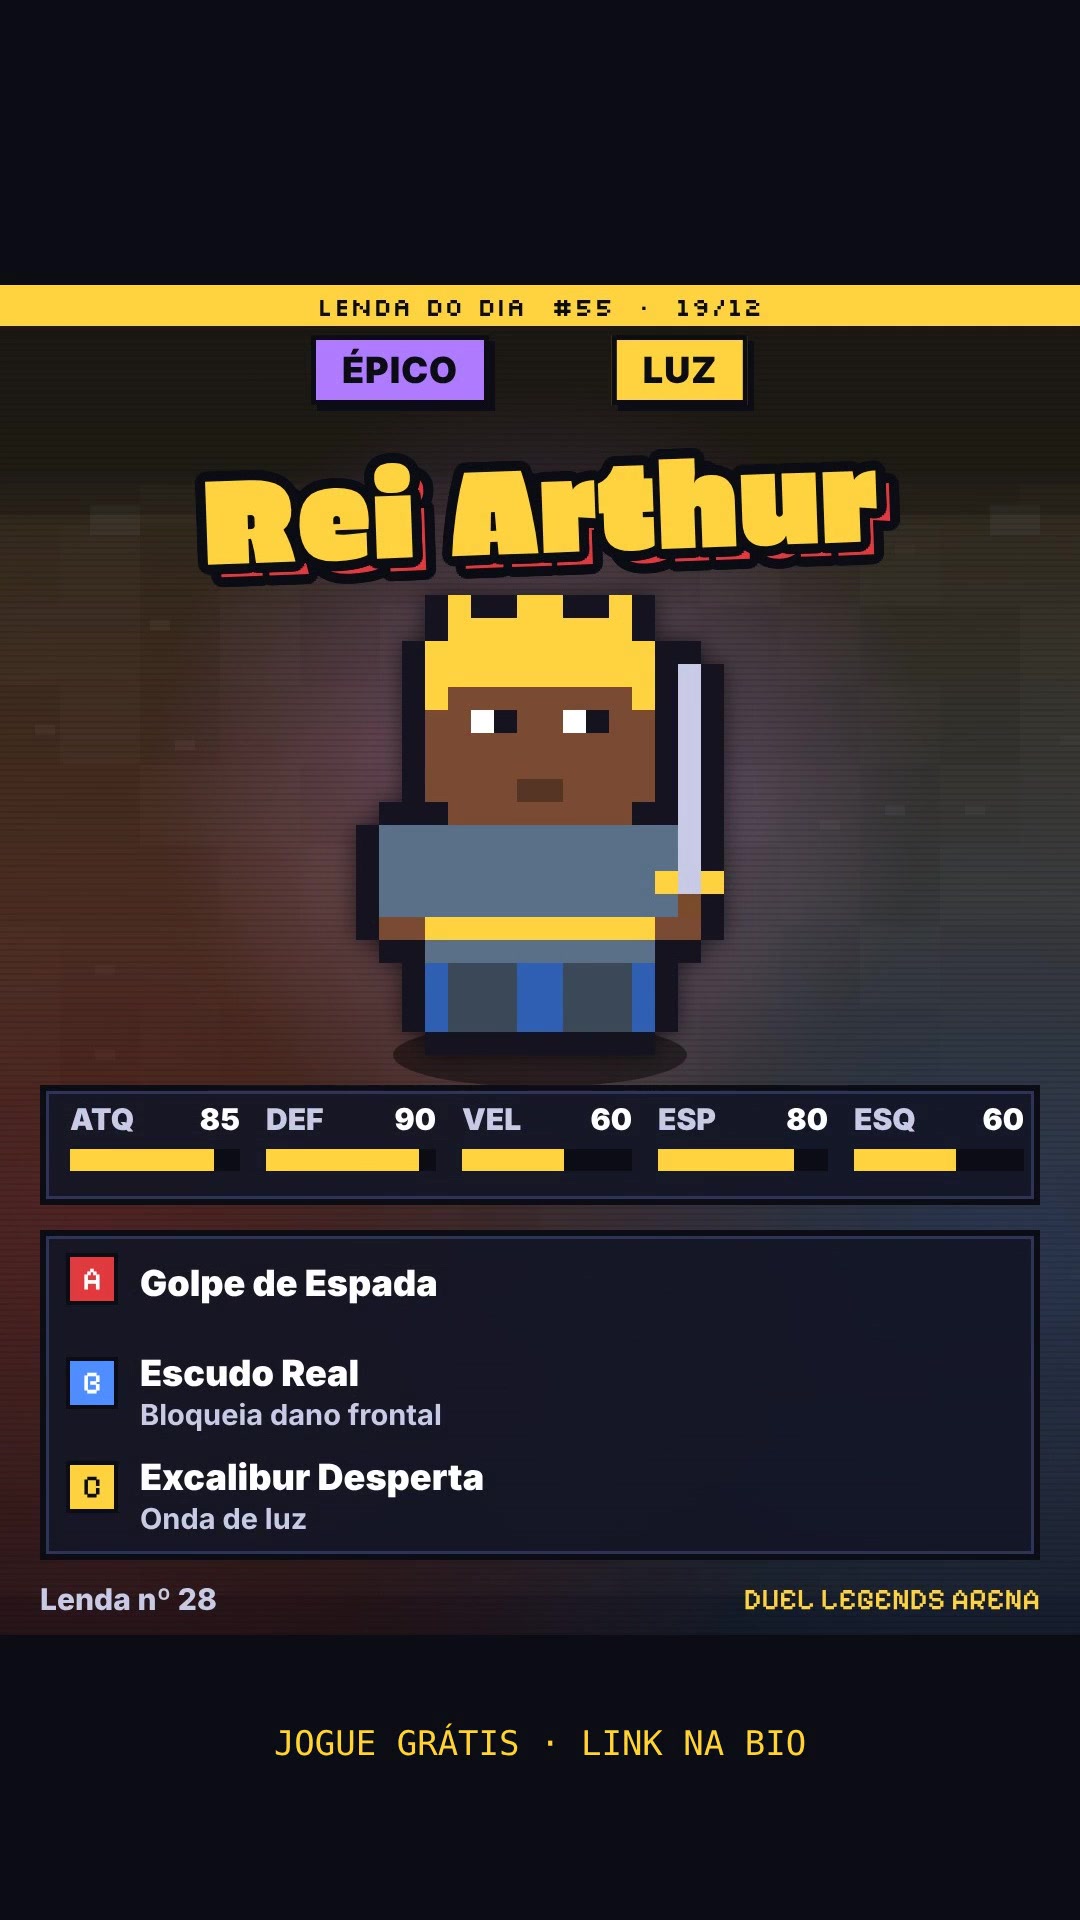 LENDA DO DIA #55 · 19/12
ÉPICO LUZ
Rei Arthur
ATQ 85 DEF 90 VEL 60 ESP 80 ESQ 60
A Golpe de Espada
B Escudo Real
Bloqueia dano frontal
C Excalibur Desperta
Onda de luz
Lenda nº 28 DUEL LEGENDS ARENA
JOGUE GRÁTIS · LINK NA BIO